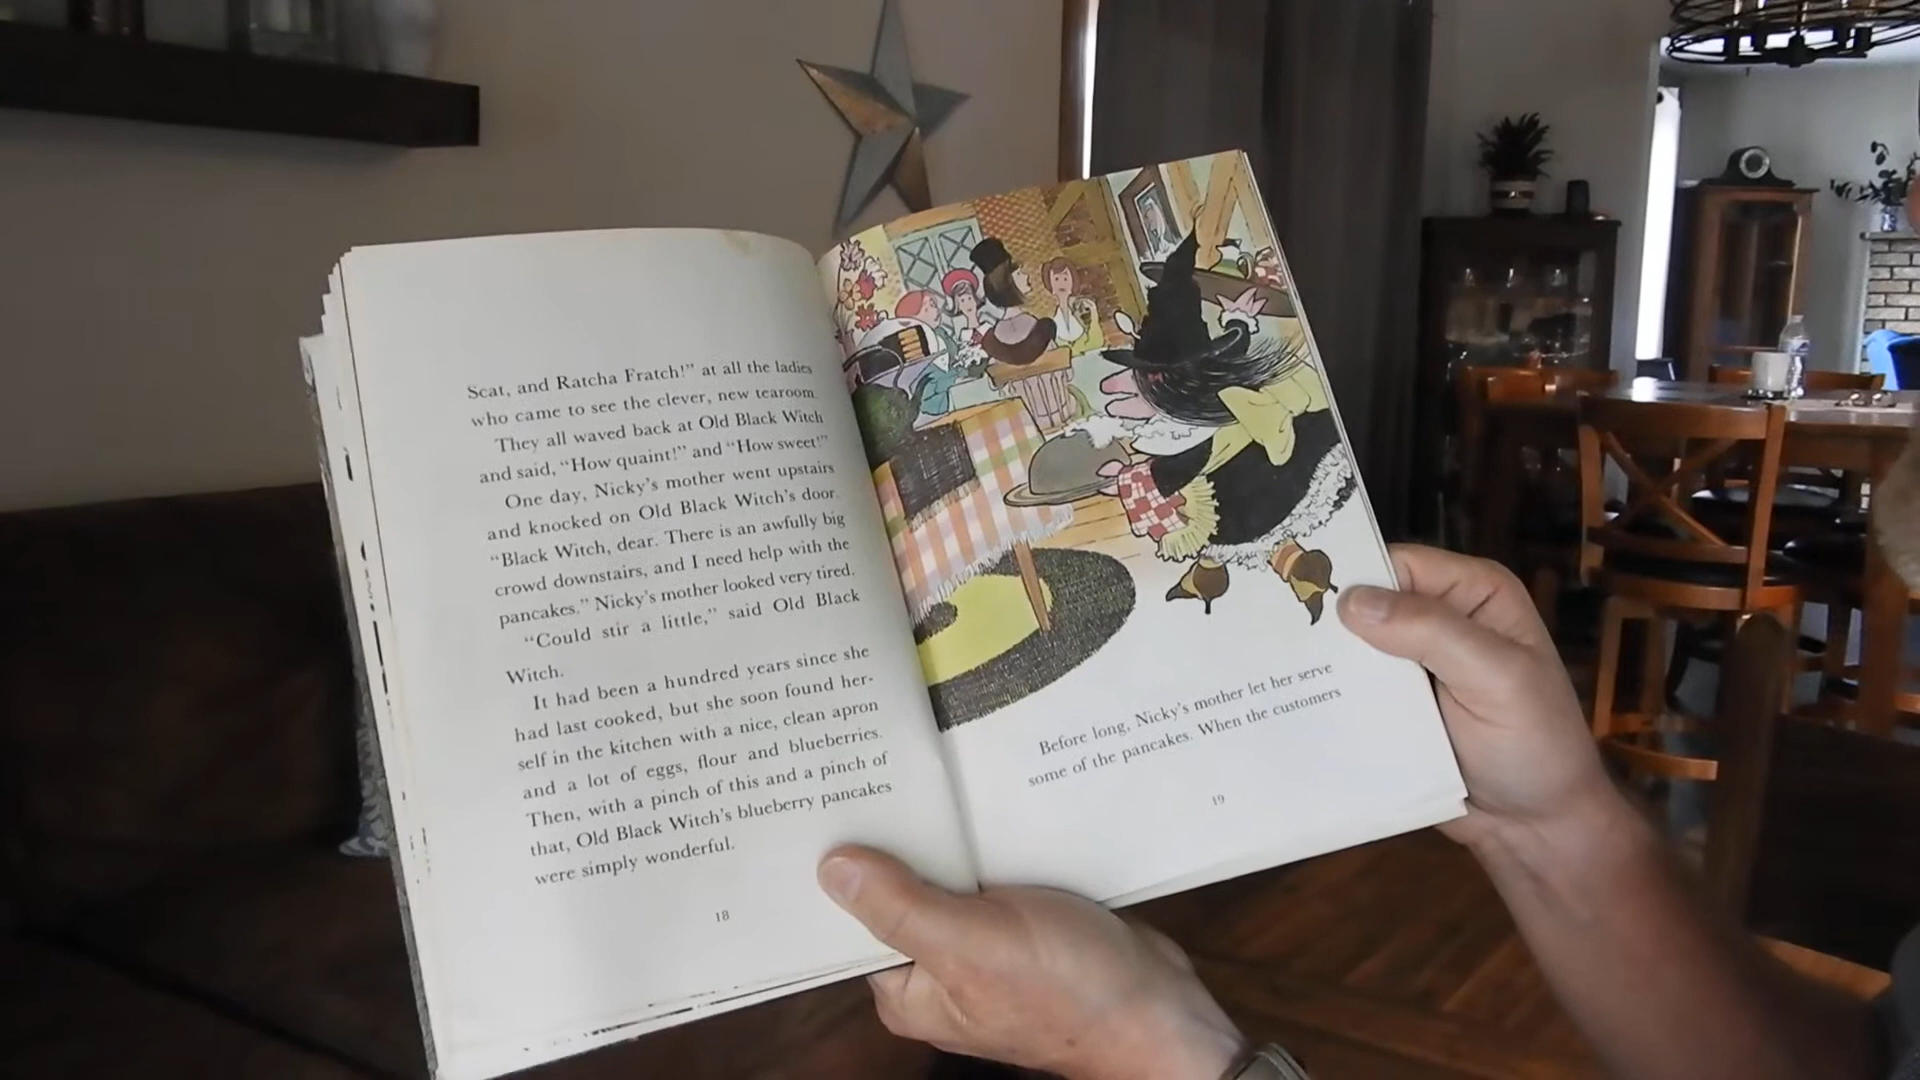 Scat, and Ratcha Fratch!” at all the ladies
who came to see the clever, new tearoom.
They all waved back at Old Black Witch
and said, “How quaint!” and “How sweet!”
One day, Nicky’s mother went upstairs
and knocked on Old Black Witch’s door.
“Black Witch, dear. There is an awfully big
crowd downstairs, and I need help with the
pancakes.” Nicky’s mother looked very tired.
“Could stir a little,” said Old Black
Witch.
It had been a hundred years since she
had last cooked, but she soon found her-
self in the kitchen with a nice, clean apron
and a lot of eggs, flour and blueberries.
Then, with a pinch of this and a pinch of
that, Old Black Witch’s blueberry pancakes
were simply wonderful.
18
Before long, Nicky’s mother let her serve
some of the pancakes. When the customers
19